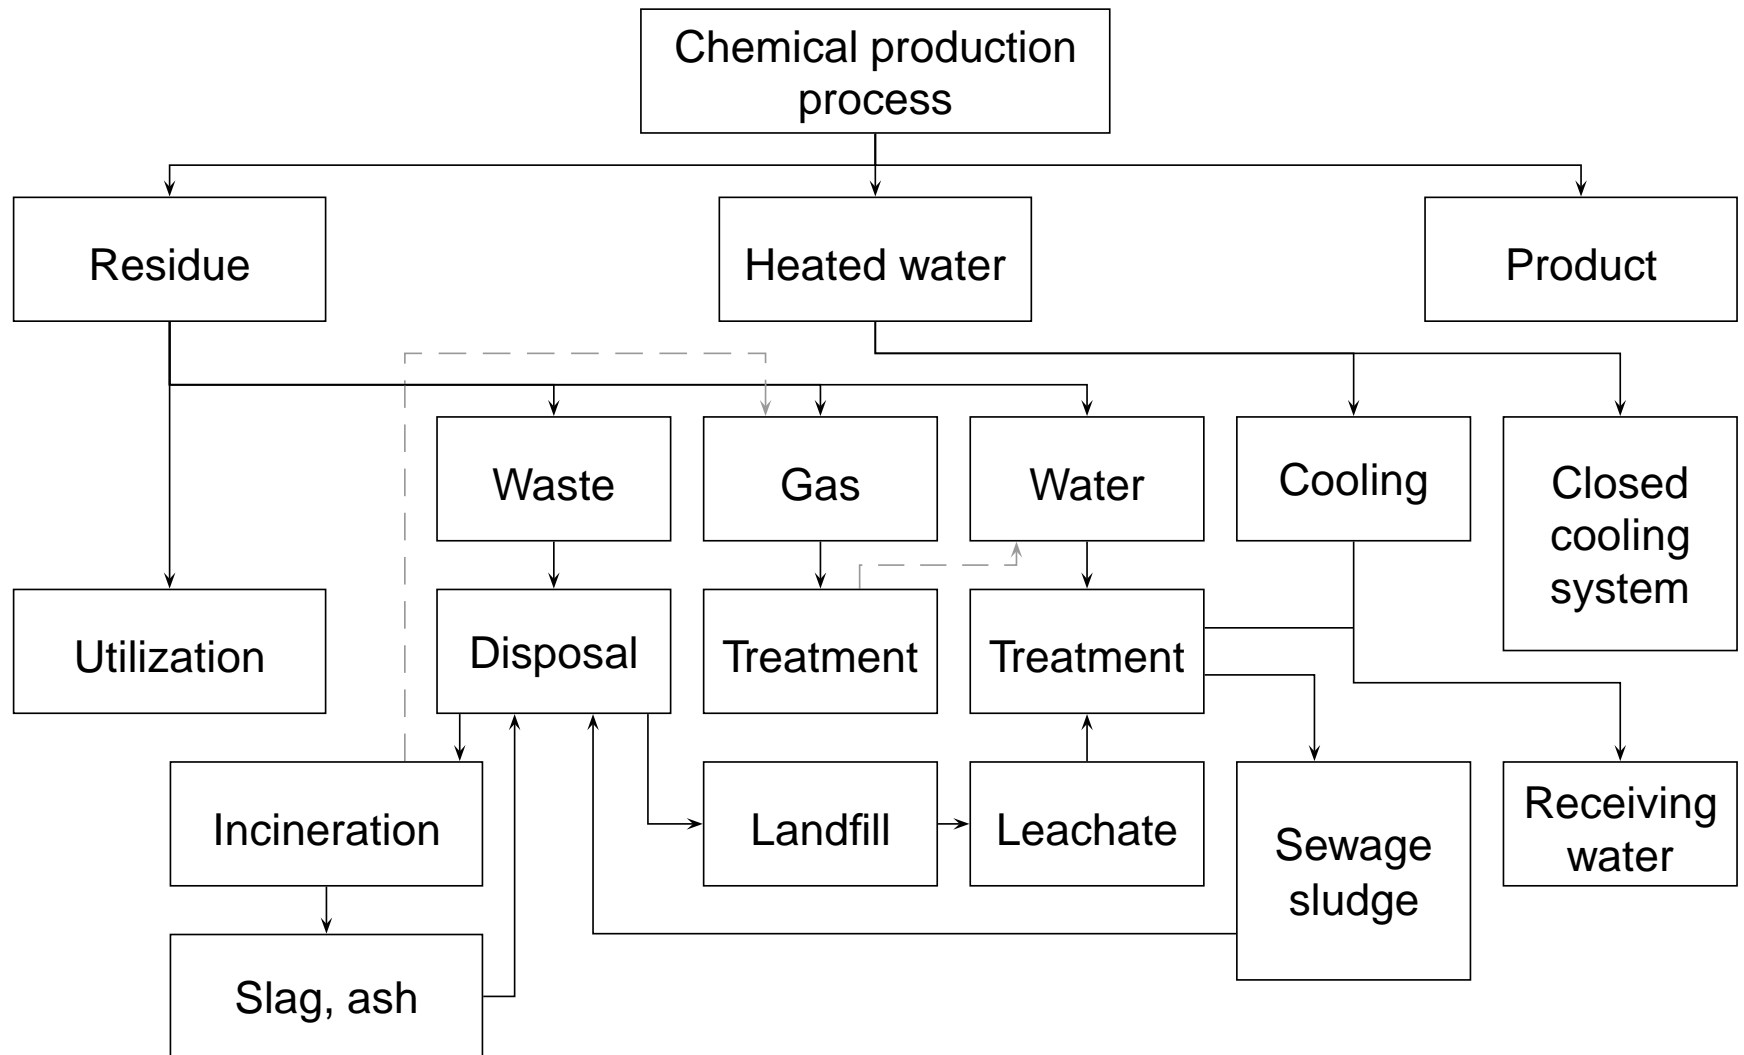 Chemical production
process
Residue
Heated water
Product
Waste
Gas
Water
Cooling
Closed
cooling
system
Utilization
Disposal
Treatment
Treatment
Incineration
Landfill
Leachate
Sewage
sludge
Receiving
water
Slag, ash